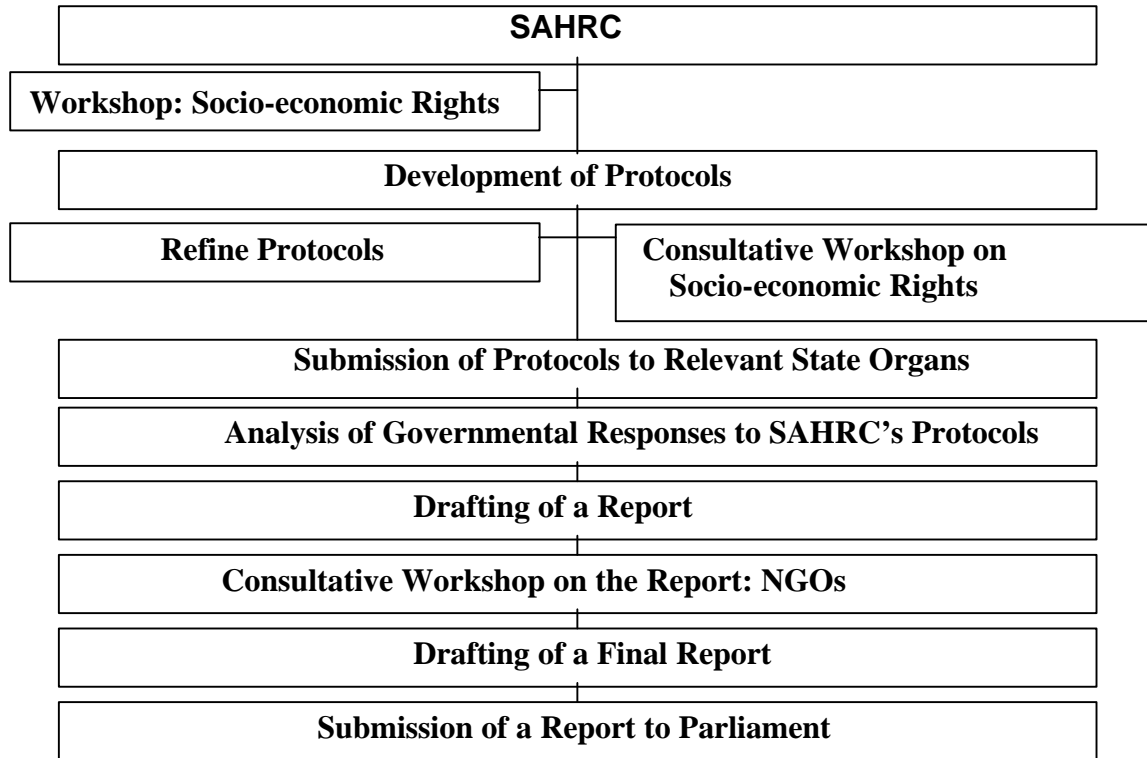 SAHRC
Workshop: Socio-economic Rights
Development of Protocols
Refine Protocols
Consultative Workshop on
Socio-economic Rights
Submission of Protocols to Relevant State Organs
Analysis of Governmental Responses to SAHRC’s Protocols
Drafting of a Report
Consultative Workshop on the Report: NGOs
Drafting of a Final Report
Submission of a Report to Parliament